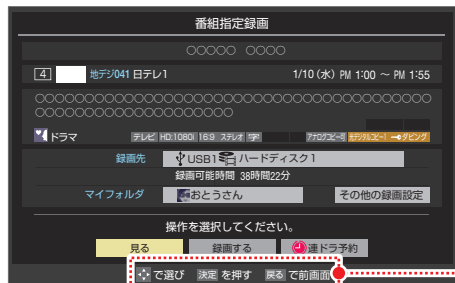 番組指定録画
○○○○○ ○○○○
4 地デジ041 日テレ1 1/10(水) PM 1:00 ～ PM 1:55
○○○○○○○○○○○○○○○○○○○○○○○○○○○○○○○○○○○○○○○
○○○○○○○○○○○○○○○○○○○
ドラマ テレビ HD:1080i 16:9 ステレオ 字 アナログコピー可 デジタルコピー1 ダビング
録画先 USB1 ハードディスク1
録画可能時間 38時間22分
マイフォルダ おとうさん その他の録画設定
操作を選択してください。
見る 録画する 連ドラ予約
で選び 決定 を押す 戻る で前画面